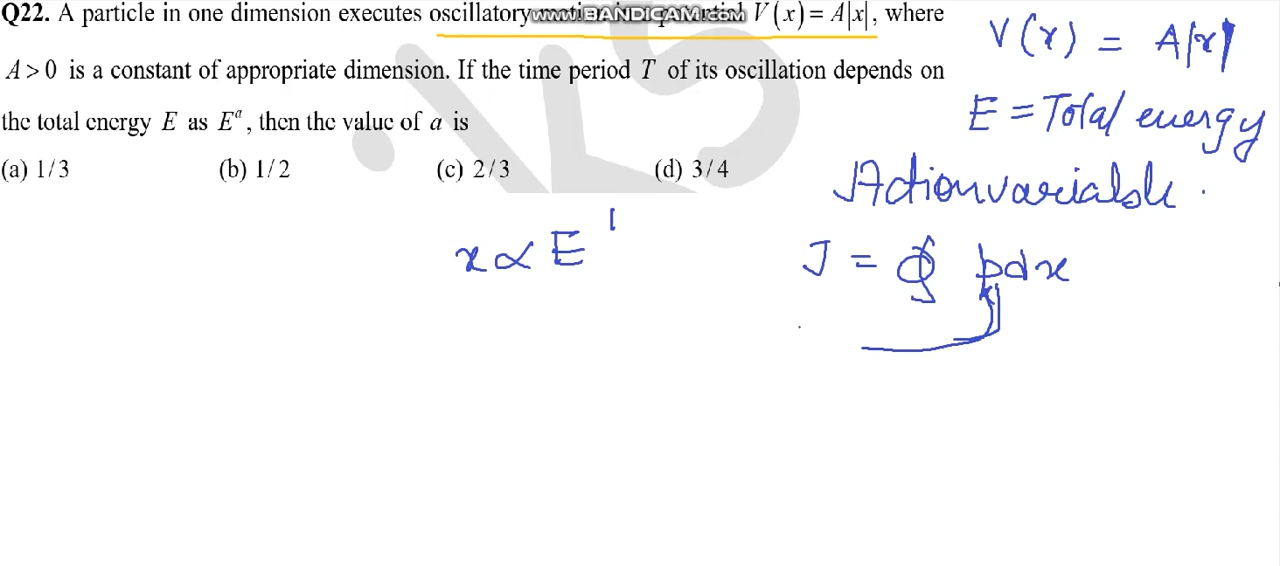 Q22. A particle in one dimension executes oscillatory www.BANDICAM.com V(x) = A|x|, where
A > 0 is a constant of appropriate dimension. If the time period T of its oscillation depends on
the total energy E as E^a, then the value of a is
(a) 1/3 (b) 1/2 (c) 2/3 (d) 3/4
V(x) = A|x|
E = Total energy
Action variable.
x ∝ E^1
J = ∮ pdx